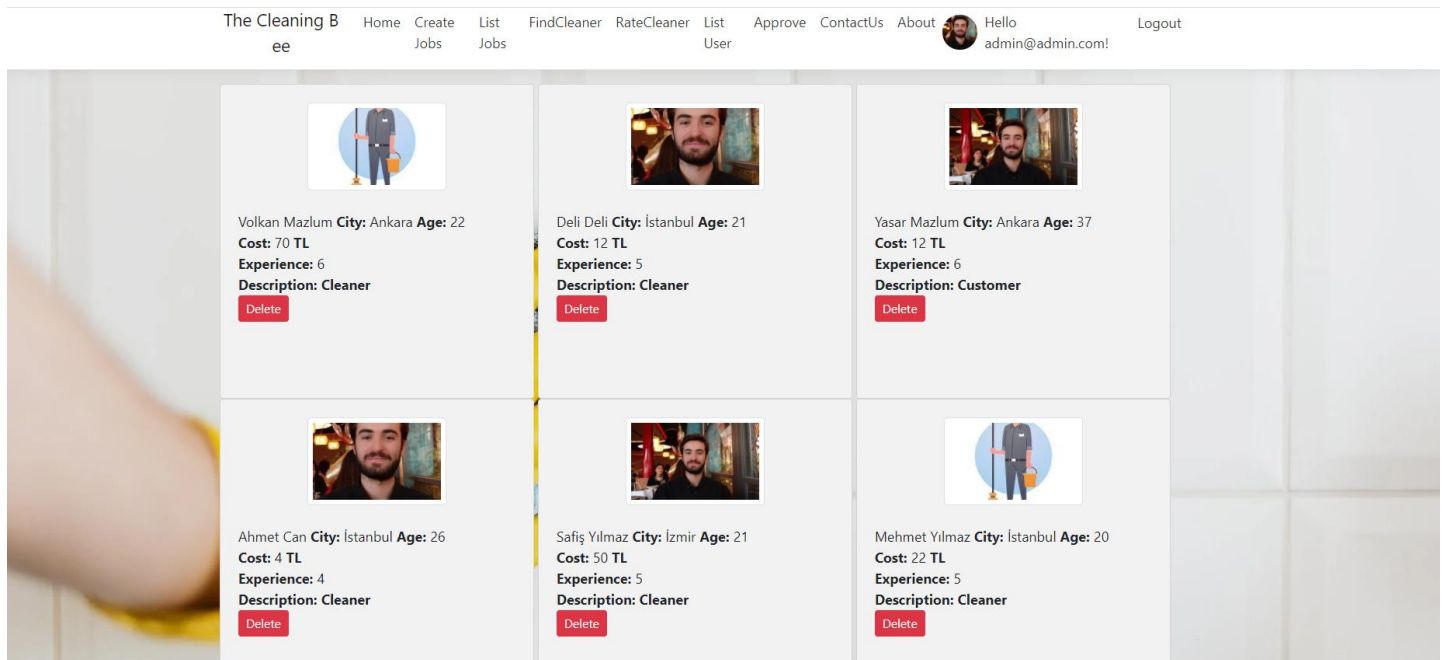 The Cleaning B
ee
Home
Create
Jobs
List
Jobs
FindCleaner
RateCleaner
List
User
Approve
ContactUs
About
Hello
admin@admin.com!
Logout
Volkan Mazlum City: Ankara Age: 22
Cost: 70 TL
Experience: 6
Description: Cleaner
Delete
Deli Deli City: İstanbul Age: 21
Cost: 12 TL
Experience: 5
Description: Cleaner
Delete
Yasar Mazlum City: Ankara Age: 37
Cost: 12 TL
Experience: 6
Description: Customer
Delete
Ahmet Can City: İstanbul Age: 26
Cost: 4 TL
Experience: 4
Description: Cleaner
Delete
Safiş Yılmaz City: İzmir Age: 21
Cost: 50 TL
Experience: 5
Description: Cleaner
Delete
Mehmet Yılmaz City: İstanbul Age: 20
Cost: 22 TL
Experience: 5
Description: Cleaner
Delete